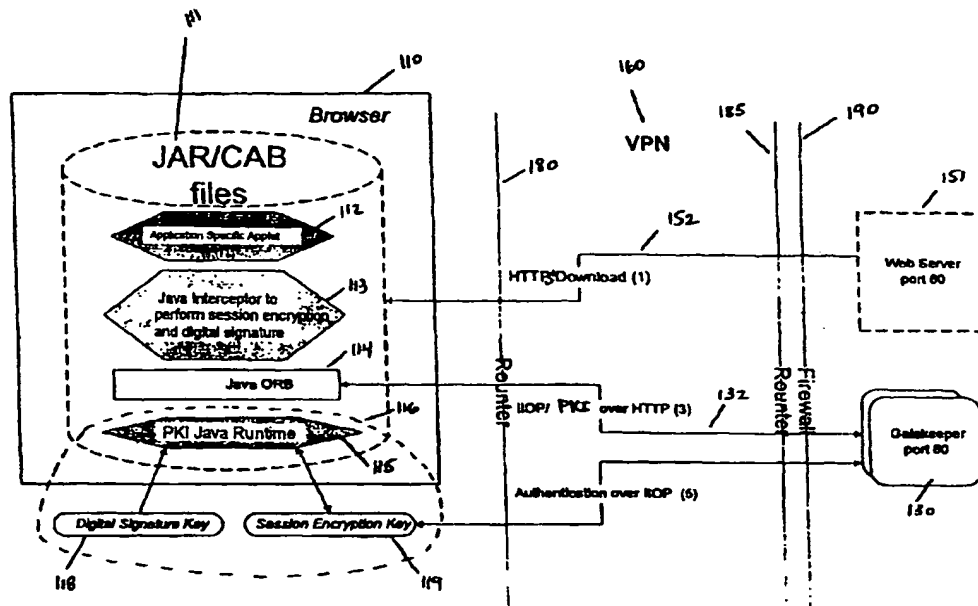 111
110
Browser
JAR/CAB
files
112
Application Specific Applet
113
Java Interceptor to
perform session encryption
and digital signature
114
Java ORB
116
PKI Java Runtime
115
Digital Signature Key
Session Encryption Key
118
119
160
VPN
180
185
190
152
151
HTTPS Download (1)
Web Server
port 80
Rounter
Rounter
Firewall
IIOP/ PKI over HTTP (3)
132
Gatekeeper
port 80
130
Authentication over IIOP (5)